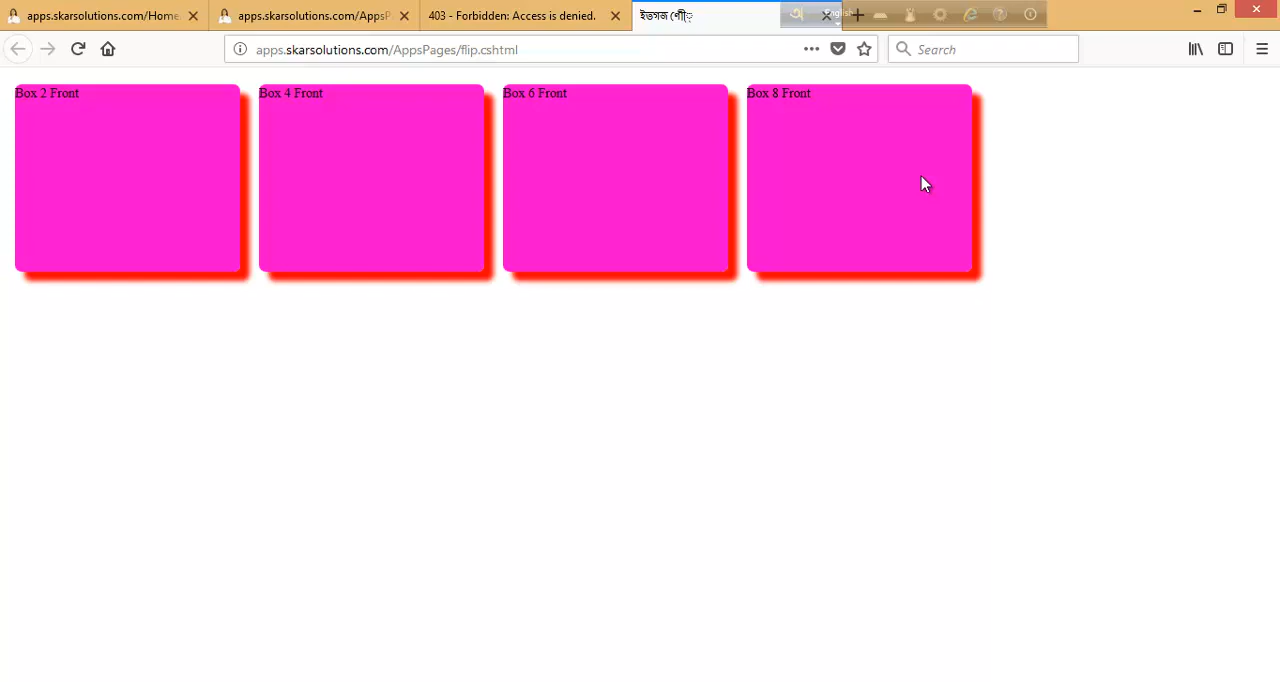 apps.skarsolutions.com/Home
apps.skarsolutions.com/AppsP
403 - Forbidden: Access is denied.
English
apps.skarsolutions.com/AppsPages/flip.cshtml
Search
Box 2 Front
Box 4 Front
Box 6 Front
Box 8 Front